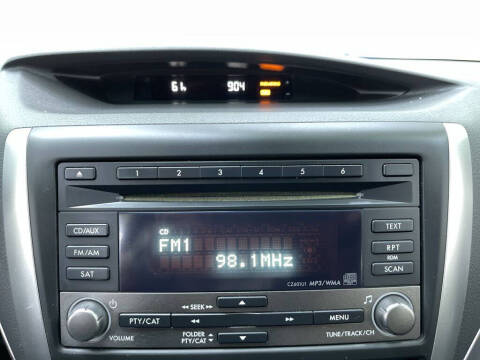 904
1 2 3 4 5 6
CD/AUX
TEXT
CD
FM1
FM/AM
RPT
98.1MHz
RDM
SAT
SCAN
CZ601U1 MP3/WMA
SEEK
PTY/CAT
MENU
VOLUME
FOLDER
PTY/CAT
TUNE/TRACK/CH